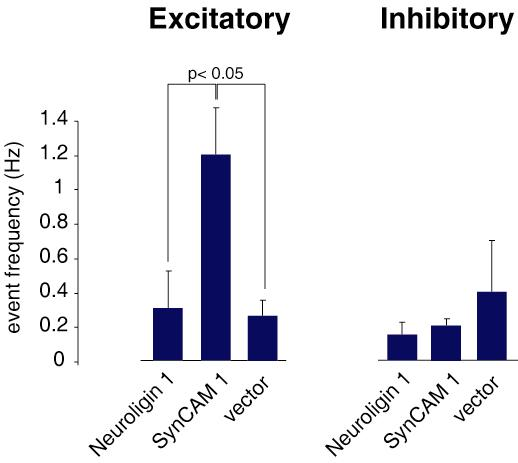 Excitatory Inhibitory
p< 0.05
event frequency (Hz)
1.4
1.2
1
0.8
0.6
0.4
0.2
0
Neuroligin 1
SynCAM 1
vector
Neuroligin 1
SynCAM 1
vector